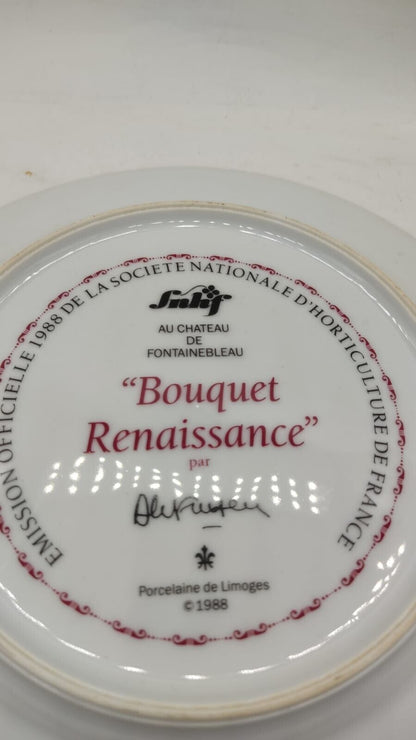 EMISSION OFFICIELLE 1988 DE LA SOCIETE NATIONALE D'HORTICULTURE DE FRANCE
Snhf
AU CHATEAU
DE
FONTAINEBLEAU
“Bouquet
Renaissance”
par
Porcelaine de Limoges
©1988